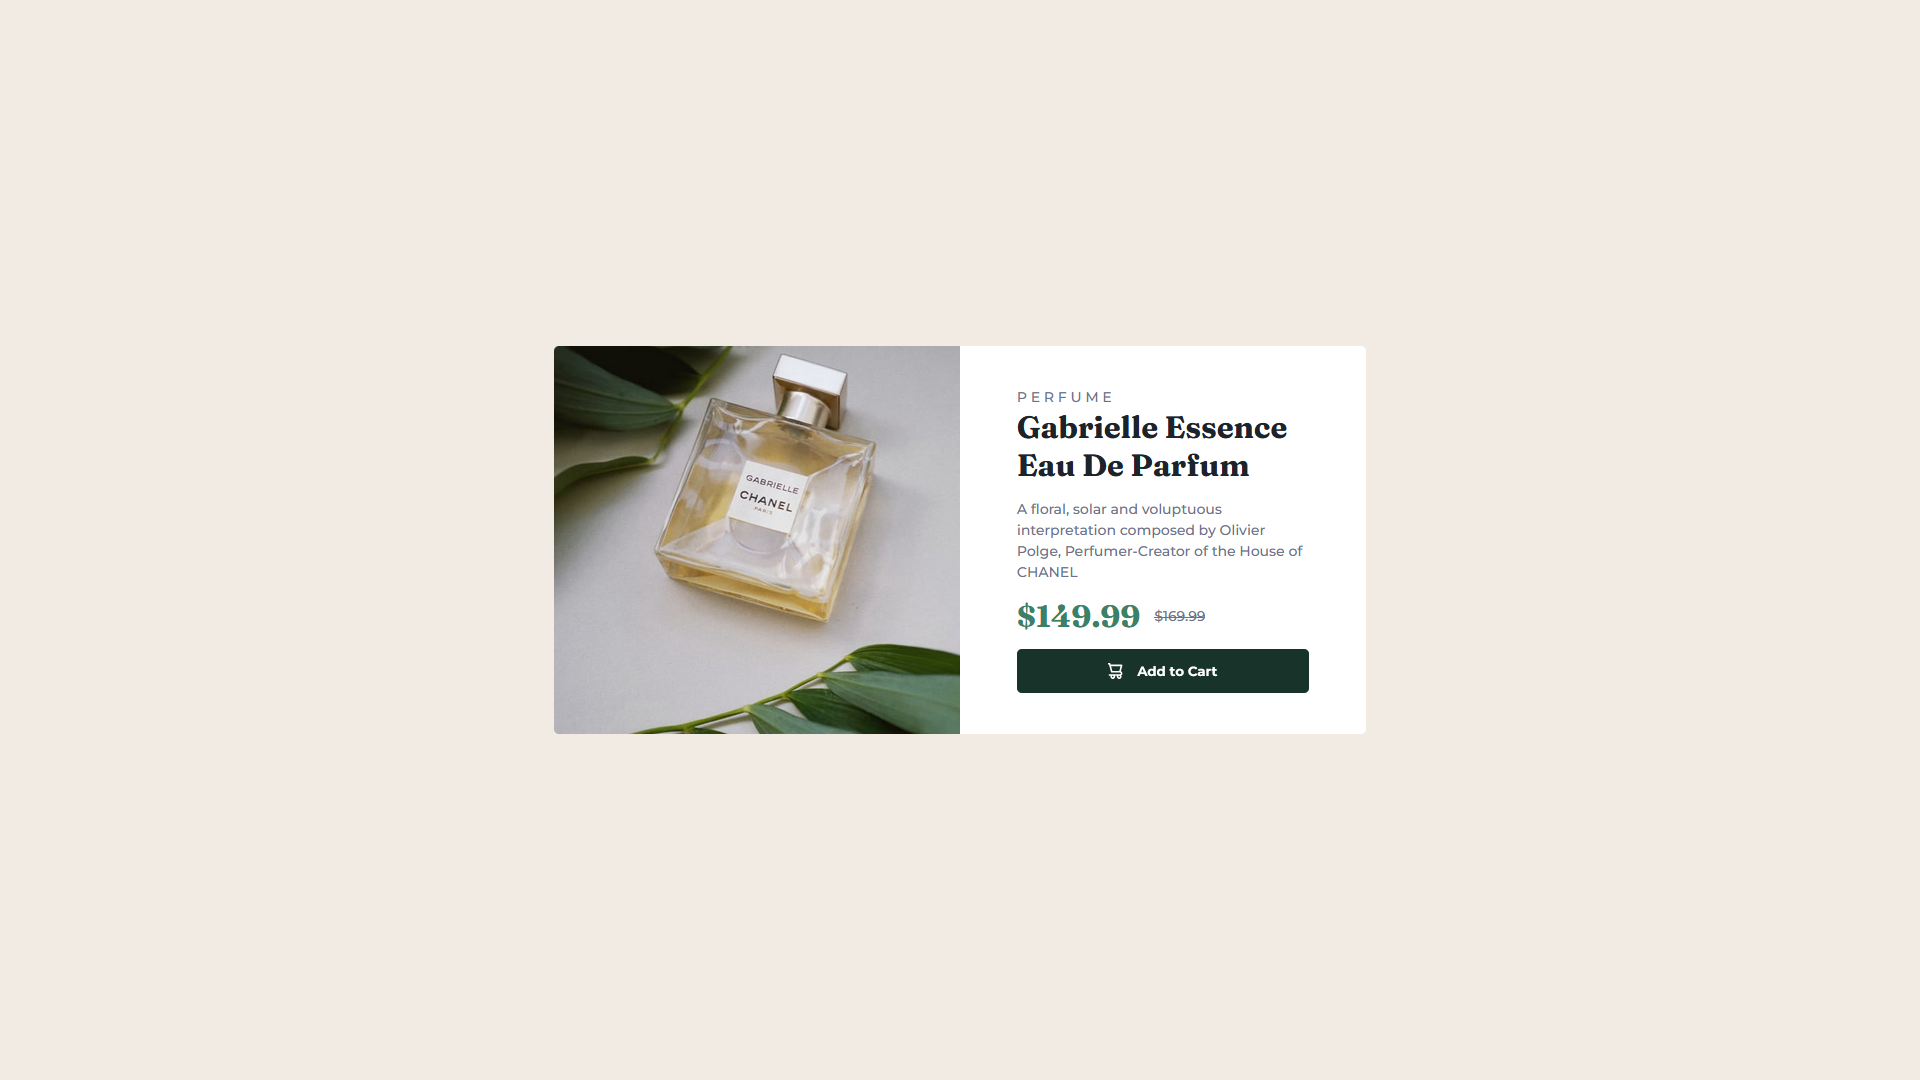 GABRIELLE
CHANEL
PARIS
PERFUME
Gabrielle Essence
Eau De Parfum
A floral, solar and voluptuous
interpretation composed by Olivier
Polge, Perfumer-Creator of the House of
CHANEL
$149.99 $169.99
Add to Cart